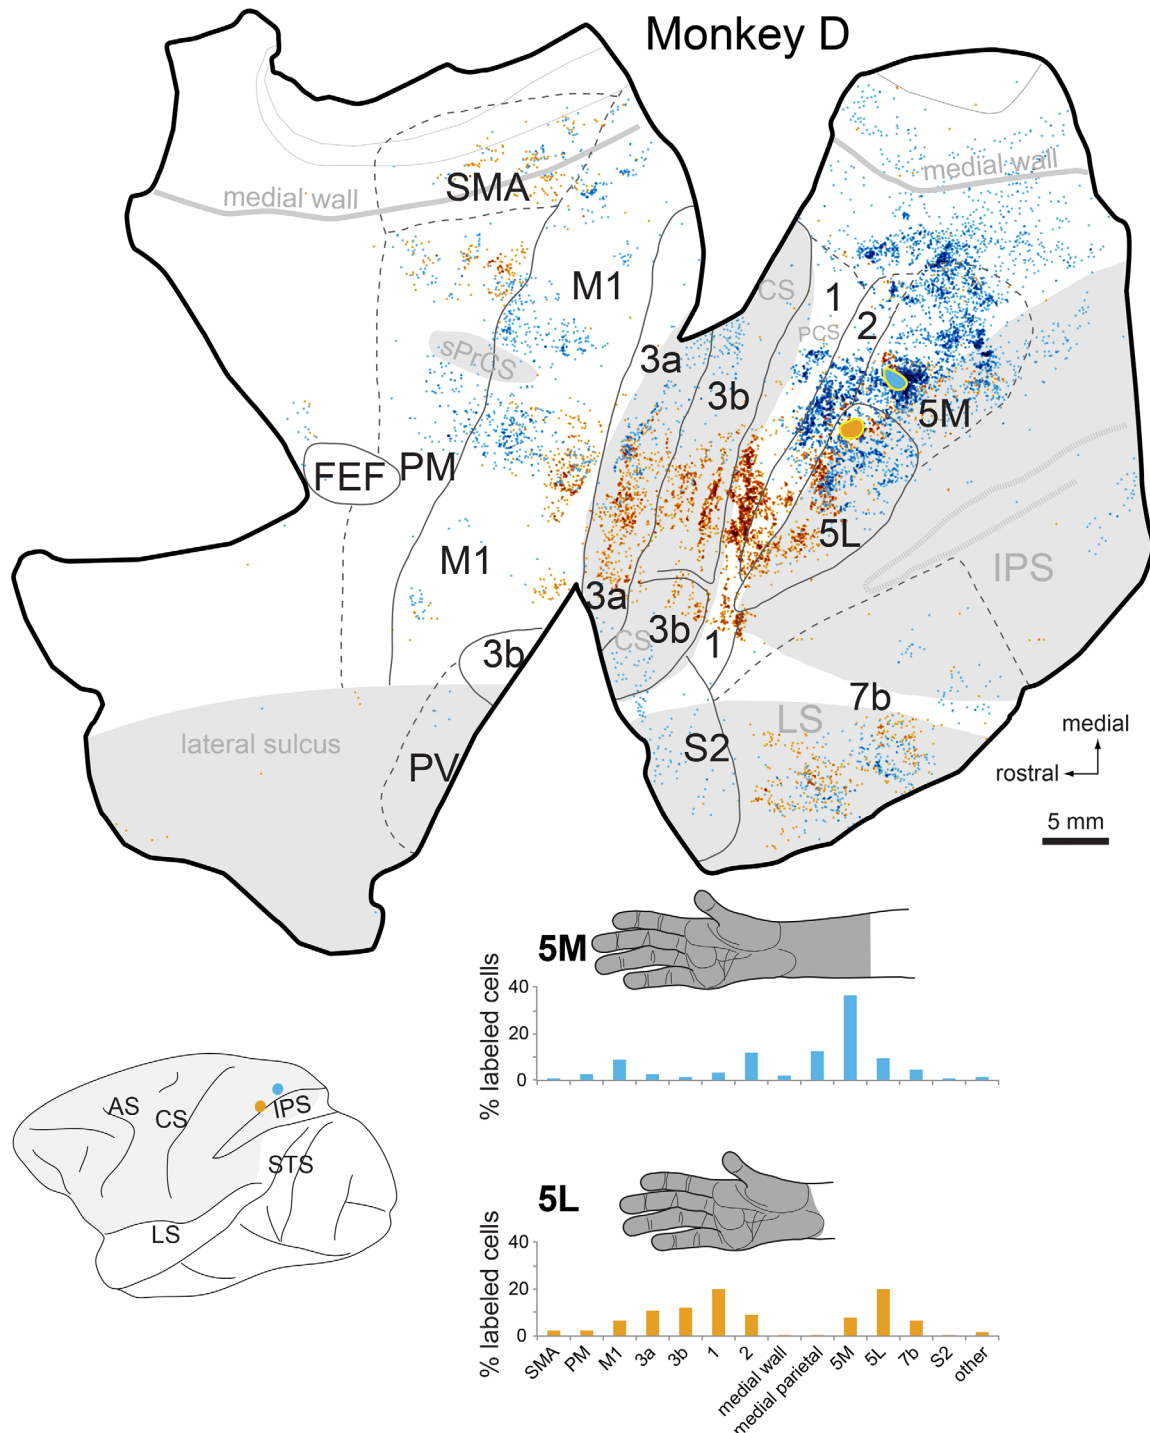 Monkey D
medial wall
SMA
medial wall
M1
CS
1
PCS
2
sPrCS
3a
3b
5M
FEF
PM
5L
M1
IPS
3a
CS
3b
1
3b
7b
LS
medial
lateral sulcus
S2
PV
rostral
5 mm
5M
% labeled cells
40
20
0
AS
CS
IPS
STS
LS
5L
% labeled cells
40
20
0
SMA
PM
M1
3a
3b
1
2
medial wall
medial parietal
5M
5L
7b
S2
other